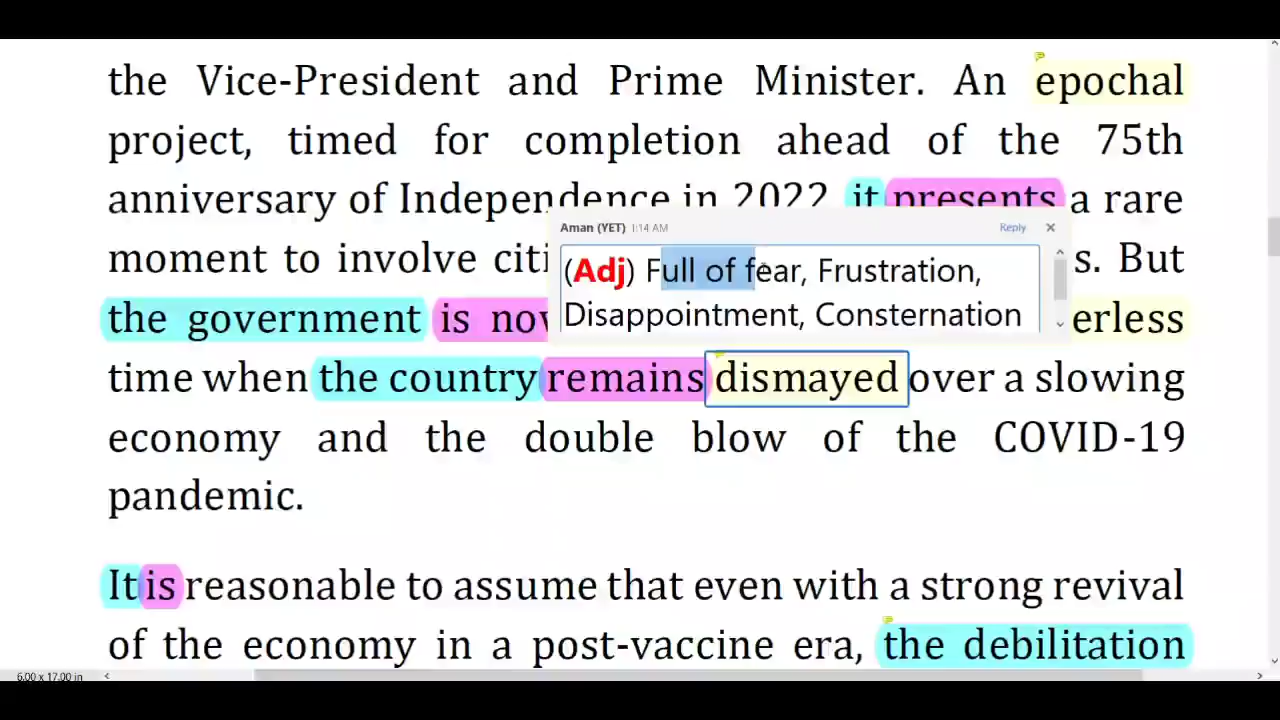 the Vice-President and Prime Minister. An epochal
project, timed for completion ahead of the 75th
anniversary of Independence in 2022, it presents a rare
Aman (YET) 1:14 AM Reply
moment to involve citi
s. But
(Adj) Full of fear, Frustration,
Disappointment, Consternation
the government is nov
erless
time when the country remains dismayed over a slowing
economy and the double blow of the COVID-19
pandemic.
It is reasonable to assume that even with a strong revival
of the economy in a post-vaccine era, the debilitation
6.00 x 17.00 in